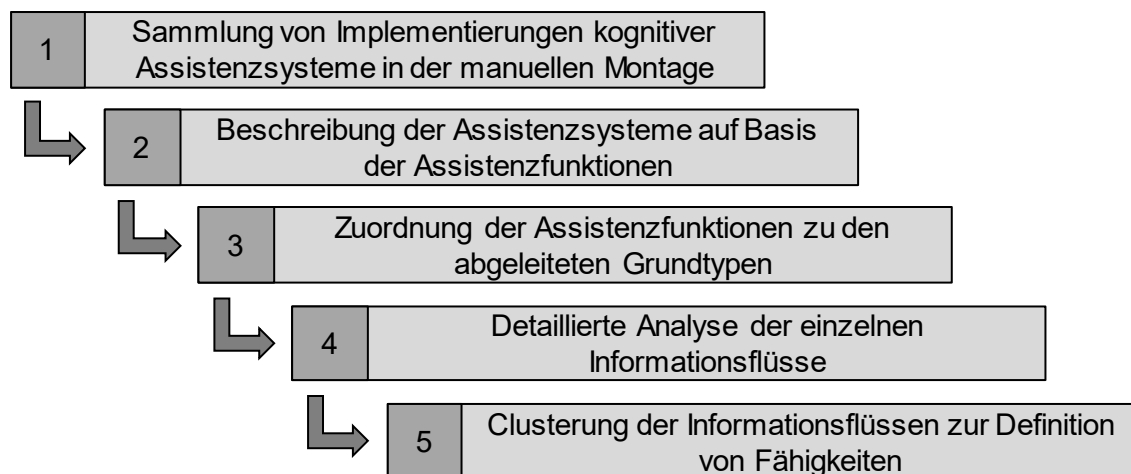 1
Sammlung von Implementierungen kognitiver
Assistenzsysteme in der manuellen Montage
2
Beschreibung der Assistenzsysteme auf Basis
der Assistenzfunktionen
3
Zuordnung der Assistenzfunktionen zu den
abgeleiteten Grundtypen
4
Detaillierte Analyse der einzelnen
Informationsflüsse
5
Clusterung der Informationsflüssen zur Definition
von Fähigkeiten